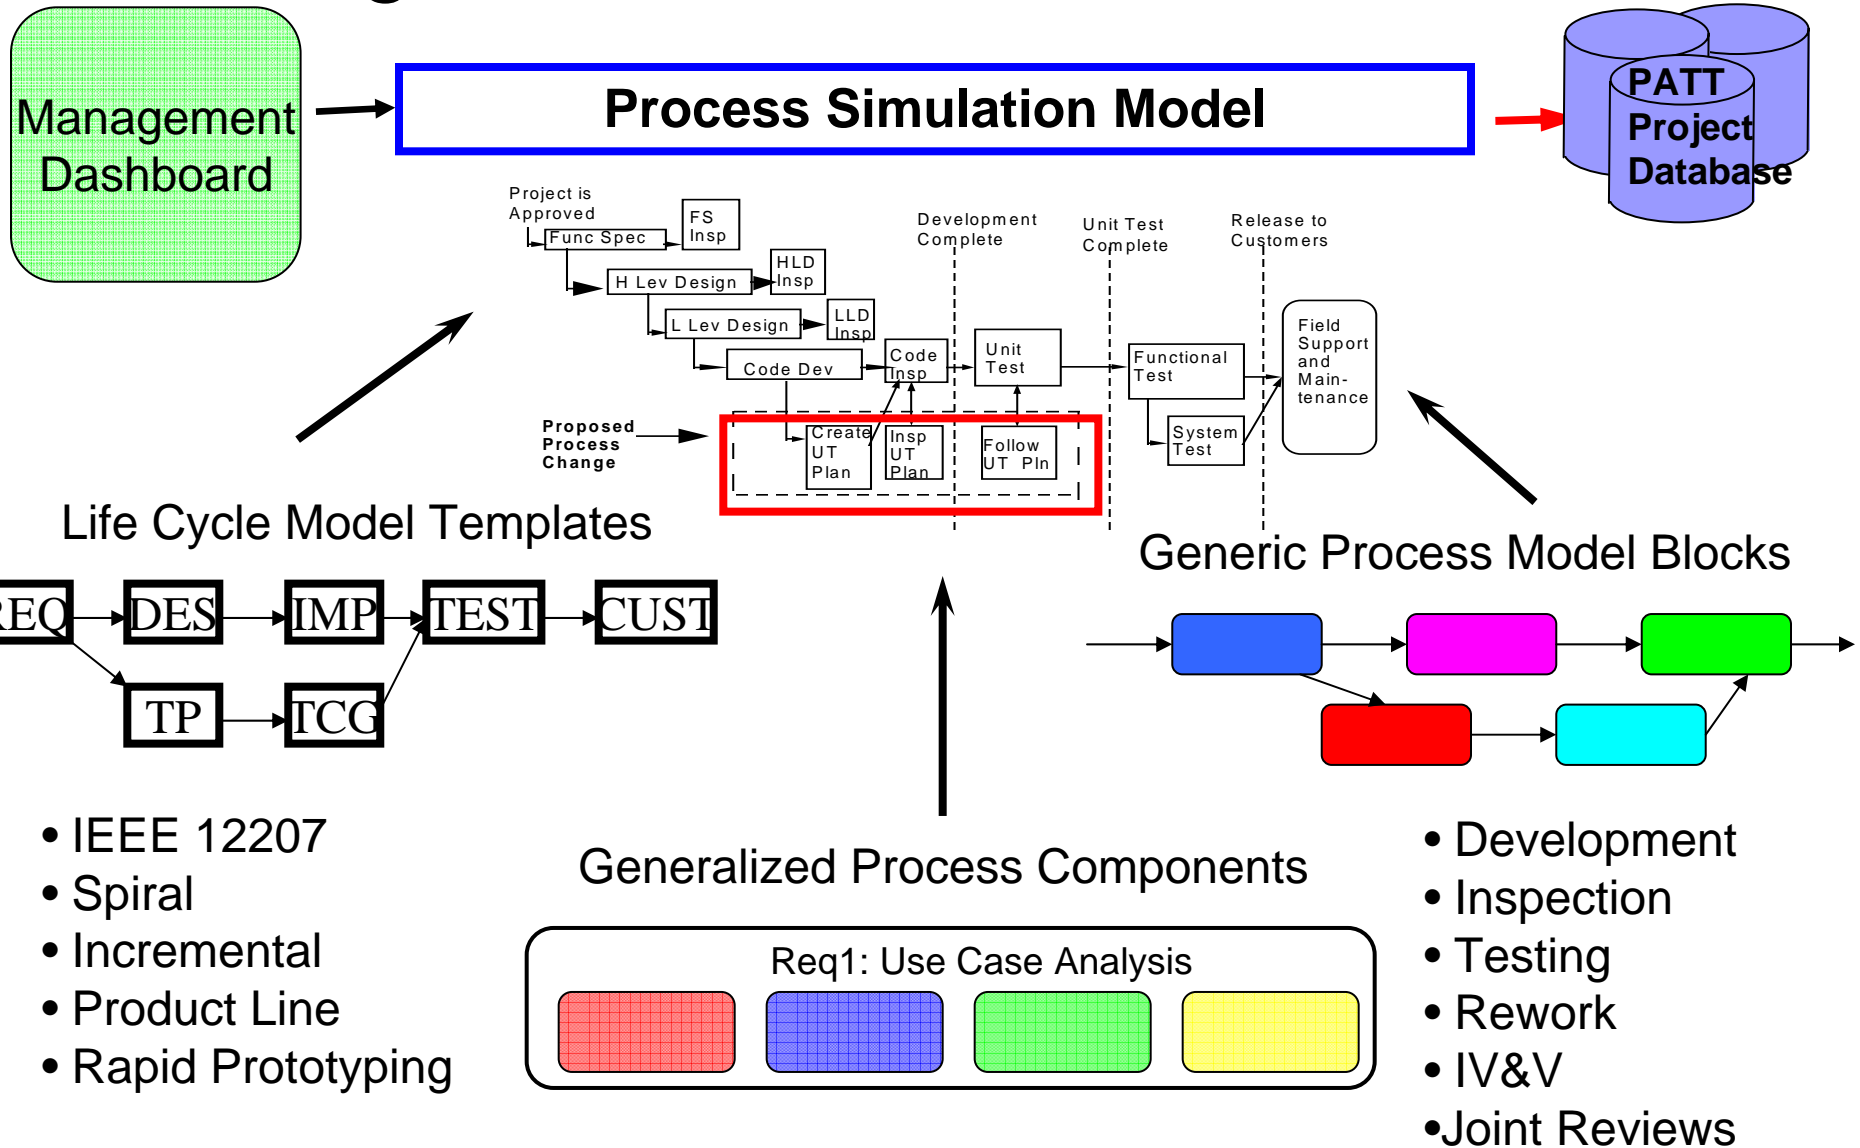 Management
Dashboard
Process Simulation Model
PATT
Project
Database
Project is
Approved
FS
Insp
Func Spec
HLD
Insp
H Lev Design
LLD
Insp
L Lev Design
Code Dev
Code
Insp
Development
Complete
Unit Test
Complete
Release to
Customers
Unit
Test
Functional
Test
System
Test
Field
Support
and
Main-
tenance
Proposed
Process
Change
Create
UT
Plan
Insp
UT
Plan
Follow
UT Pln
Life Cycle Model Templates
REQ
DES
IMP
TEST
CUST
TP
TCG
• IEEE 12207
• Spiral
• Incremental
• Product Line
• Rapid Prototyping
Generalized Process Components
Req1: Use Case Analysis
Generic Process Model Blocks
• Development
• Inspection
• Testing
• Rework
• IV&V
•Joint Reviews